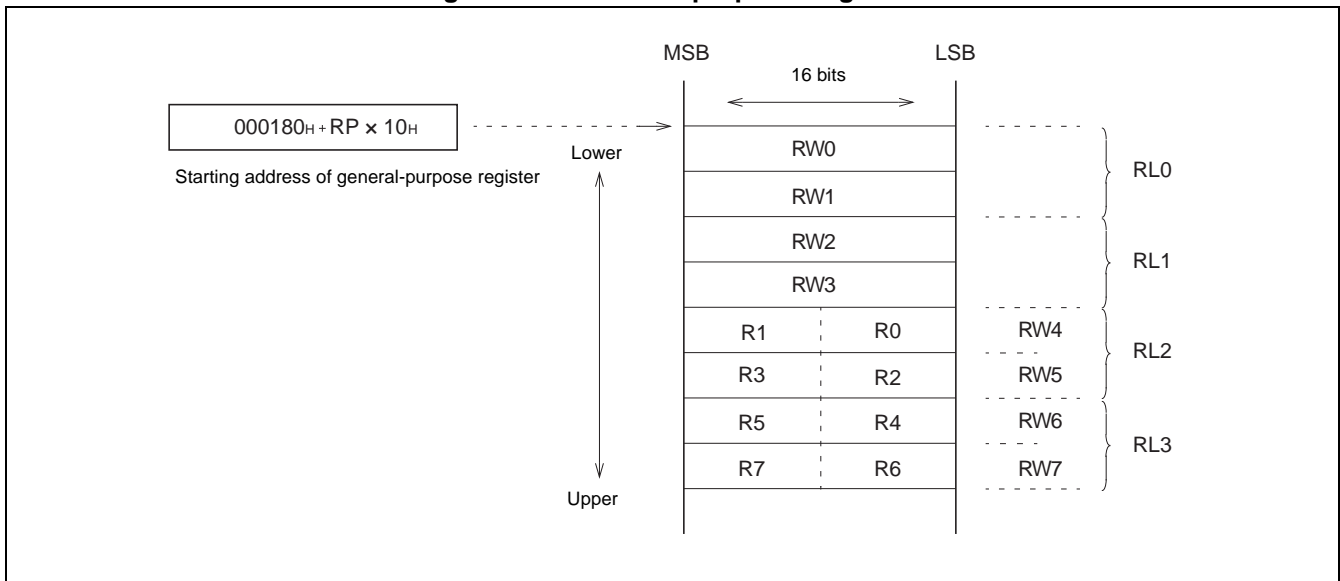 MSB LSB
16 bits
000180H + RP × 10H
Lower
RW0
RL0
Starting address of general-purpose register
RW1
RW2
RL1
RW3
R1 R0 RW4
RL2
R3 R2 RW5
R5 R4 RW6
RL3
R7 R6 RW7
Upper